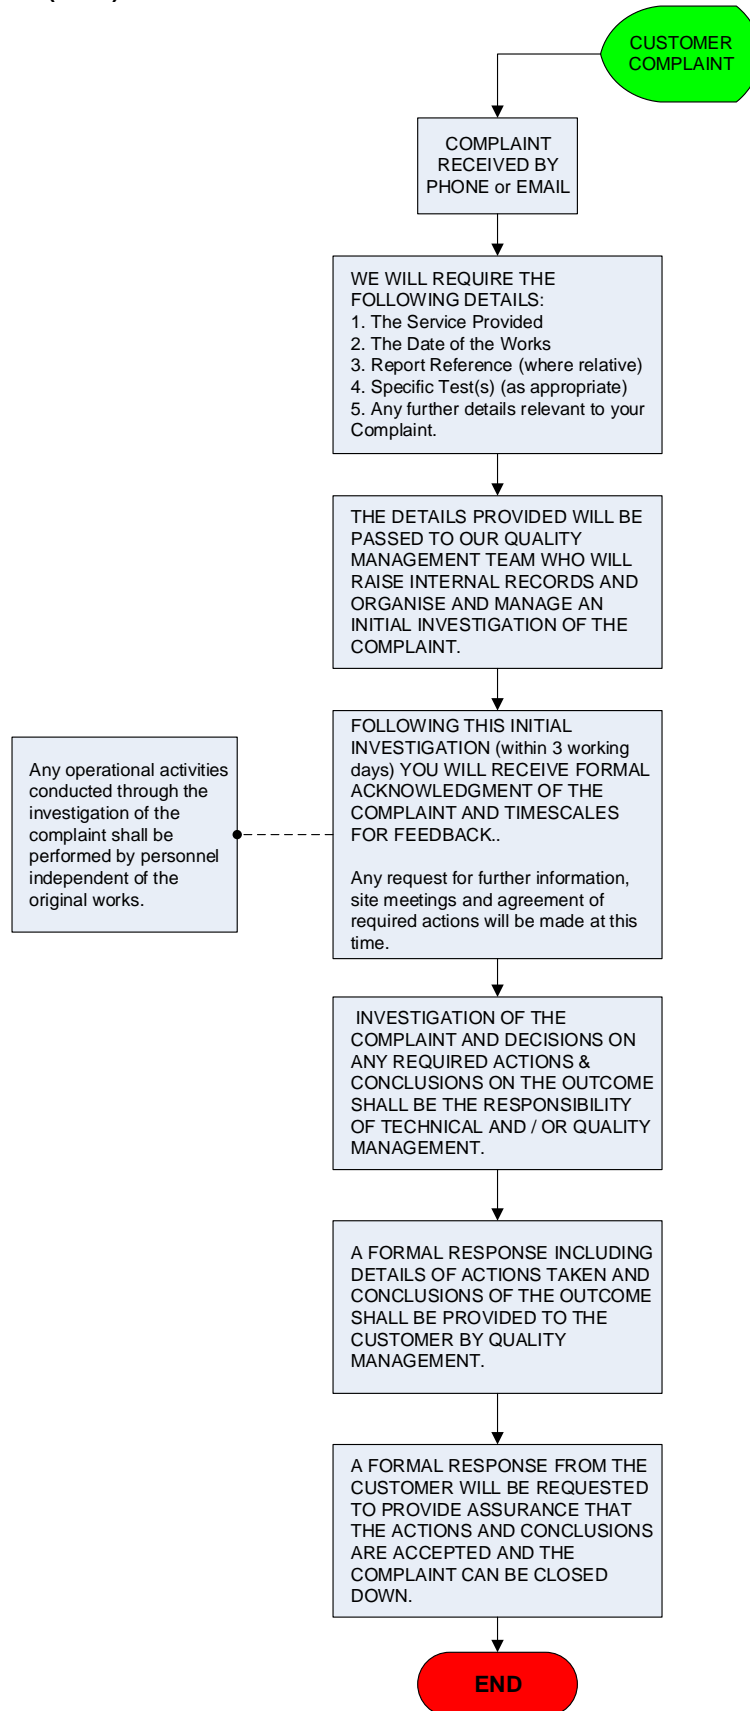 CUSTOMER
COMPLAINT
COMPLAINT
RECEIVED BY
PHONE or EMAIL
WE WILL REQUIRE THE
FOLLOWING DETAILS:
1. The Service Provided
2. The Date of the Works
3. Report Reference (where relative)
4. Specific Test(s) (as appropriate)
5. Any further details relevant to your
Complaint.
THE DETAILS PROVIDED WILL BE
PASSED TO OUR QUALITY
MANAGEMENT TEAM WHO WILL
RAISE INTERNAL RECORDS AND
ORGANISE AND MANAGE AN
INITIAL INVESTIGATION OF THE
COMPLAINT.
FOLLOWING THIS INITIAL
INVESTIGATION (within 3 working
days) YOU WILL RECEIVE FORMAL
ACKNOWLEDGMENT OF THE
COMPLAINT AND TIMESCALES
FOR FEEDBACK..
Any request for further information,
site meetings and agreement of
required actions will be made at this
time.
Any operational activities
conducted through the
investigation of the
complaint shall be
performed by personnel
independent of the
original works.
INVESTIGATION OF THE
COMPLAINT AND DECISIONS ON
ANY REQUIRED ACTIONS &
CONCLUSIONS ON THE OUTCOME
SHALL BE THE RESPONSIBILITY
OF TECHNICAL AND / OR QUALITY
MANAGEMENT.
A FORMAL RESPONSE INCLUDING
DETAILS OF ACTIONS TAKEN AND
CONCLUSIONS OF THE OUTCOME
SHALL BE PROVIDED TO THE
CUSTOMER BY QUALITY
MANAGEMENT.
A FORMAL RESPONSE FROM THE
CUSTOMER WILL BE REQUESTED
TO PROVIDE ASSURANCE THAT
THE ACTIONS AND CONCLUSIONS
ARE ACCEPTED AND THE
COMPLAINT CAN BE CLOSED
DOWN.
END